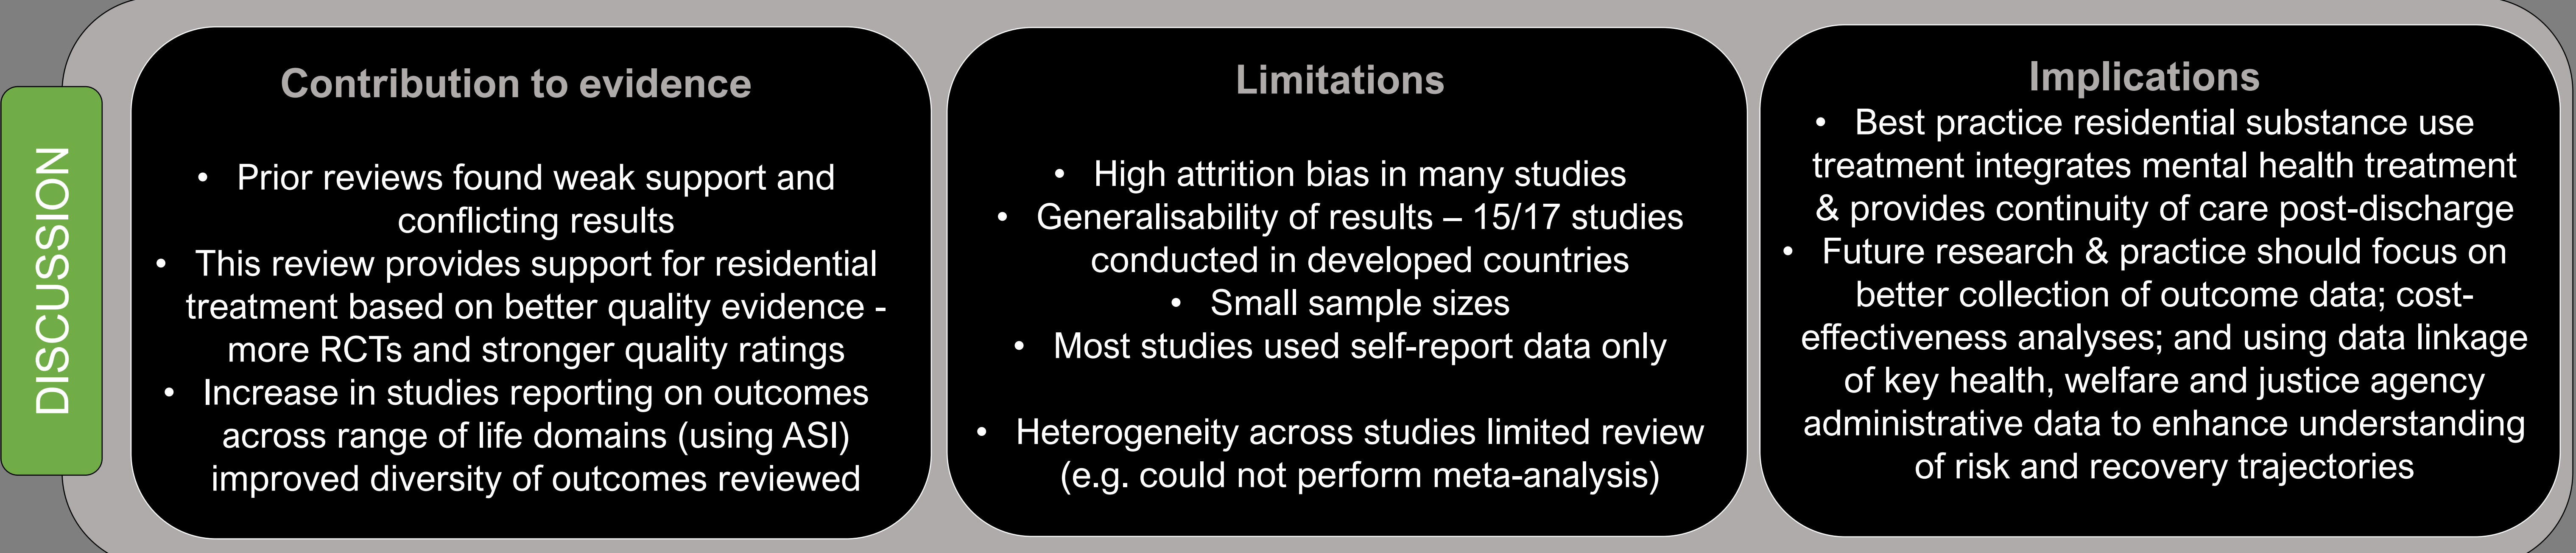 DISCUSSION
Contribution to evidence
• Prior reviews found weak support and
conflicting results
• This review provides support for residential
treatment based on better quality evidence -
more RCTs and stronger quality ratings
• Increase in studies reporting on outcomes
across range of life domains (using ASI)
improved diversity of outcomes reviewed
Limitations
• High attrition bias in many studies
• Generalisability of results – 15/17 studies
conducted in developed countries
• Small sample sizes
• Most studies used self-report data only
• Heterogeneity across studies limited review
(e.g. could not perform meta-analysis)
Implications
• Best practice residential substance use
treatment integrates mental health treatment
& provides continuity of care post-discharge
• Future research & practice should focus on
better collection of outcome data; cost-
effectiveness analyses; and using data linkage
of key health, welfare and justice agency
administrative data to enhance understanding
of risk and recovery trajectories